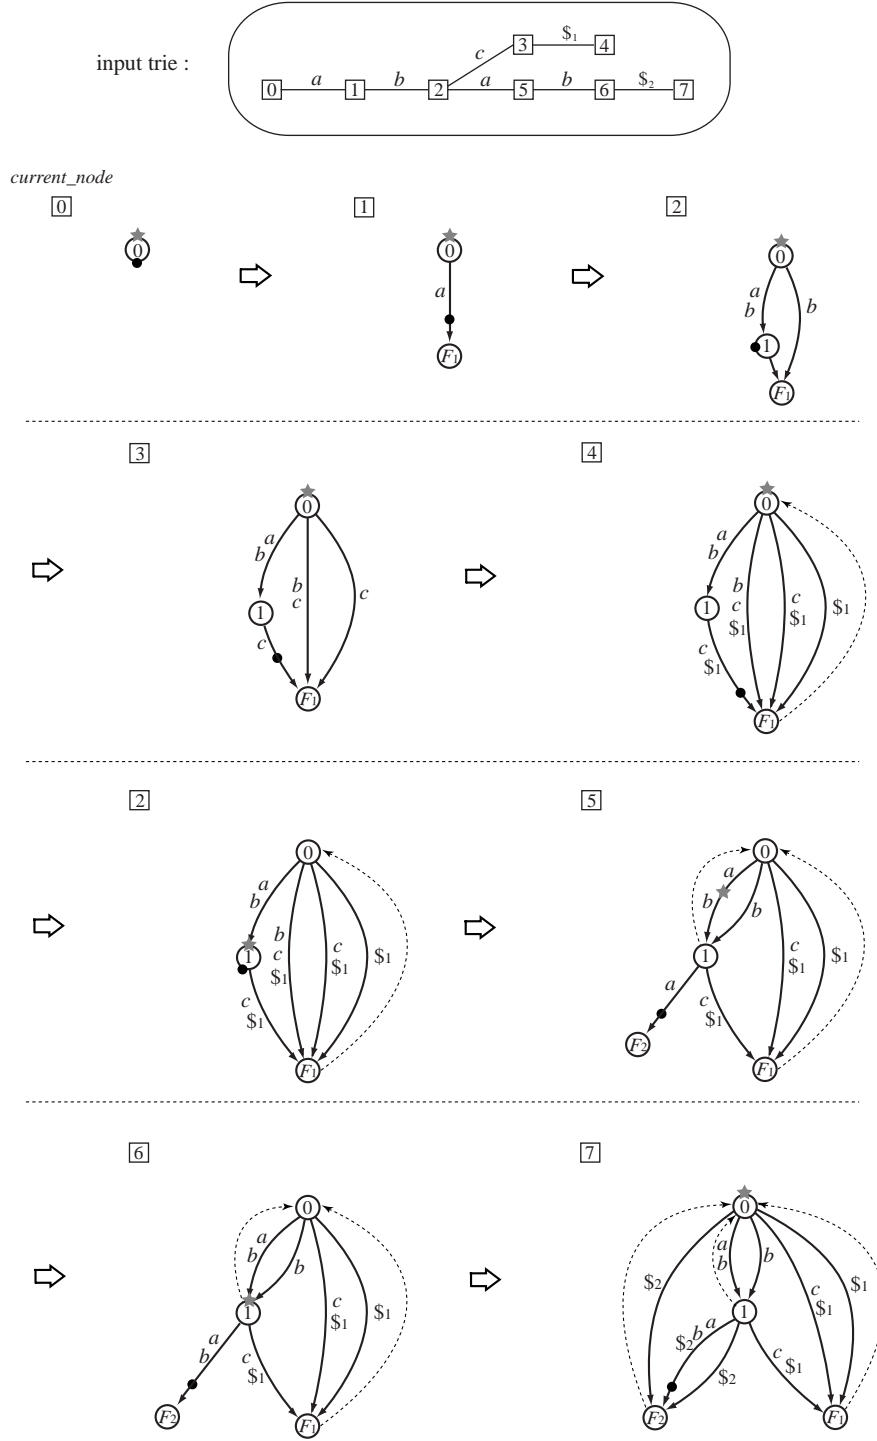 c 3 $1 4
input trie :
0 a 1 b 2 a 5 b 6 $2 7
current_node
0 1 2
0 0 0
a a b b
1
F1 F1
3 4
0 0
a b b c c a b b c $1 c $1 $1
1 1
c c $1
F1 F1
2 5
0 0
a b b c $1 c $1 $1 a b b c $1 $1
1 1
c $1 a c $1
F2
F1 F1
6 7
0 0
a b b c $1 $1 $2 a b b c $1 $1
1 1
a b c $1 $2 b a $2 c $1
F2 F1 F2 F1